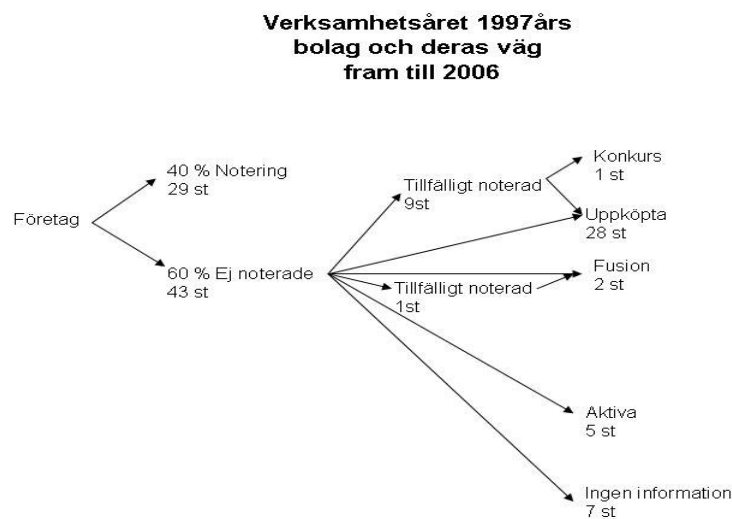 Verksamhetsåret 1997års
bolag och deras väg
fram till 2006
Företag
40 % Notering
29 st
60 % Ej noterade
43 st
Tillfälligt noterad
9st
Tillfälligt noterad
1st
Konkurs
1 st
Uppköpta
28 st
Fusion
2 st
Aktiva
5 st
Ingen information
7 st